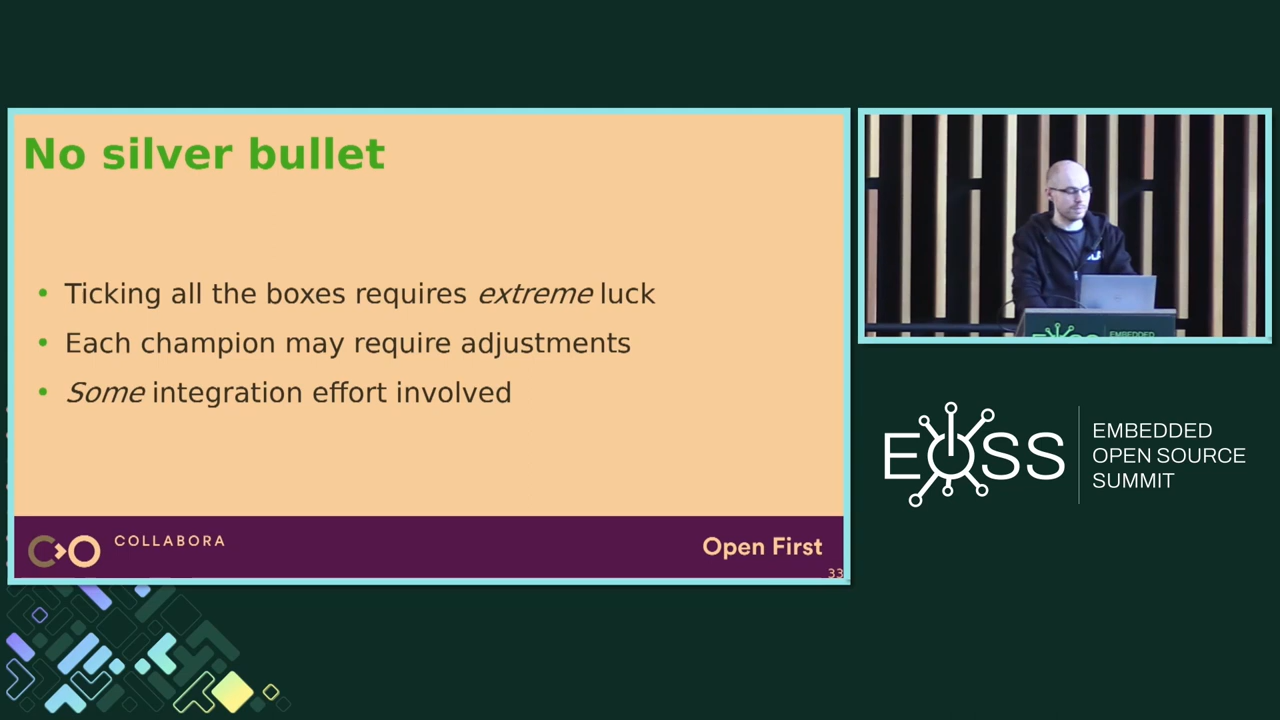 No silver bullet
• Ticking all the boxes requires extreme luck
• Each champion may require adjustments
• Some integration effort involved
COLLABORA
Open First
33
EMBEDDED
EOSS
EMBEDDED
OPEN SOURCE
SUMMIT